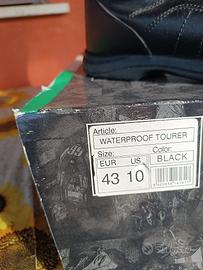 Article:
WATERPROOF TOURER
Size: Color:
EUR US BLACK
43 10